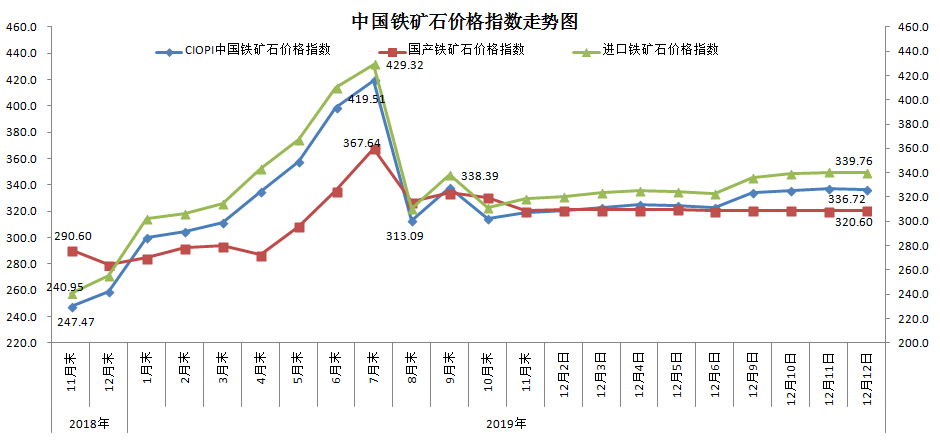 中国铁矿石价格指数走势图
CIOPI中国铁矿石价格指数 国产铁矿石价格指数 进口铁矿石价格指数
460.0
440.0
420.0
400.0
380.0
360.0
340.0
320.0
300.0
280.0
260.0
240.0
220.0
460.0
440.0
420.0
400.0
380.0
360.0
340.0
320.0
300.0
280.0
260.0
240.0
220.0
200.0
429.32
419.51
367.64
338.39
339.76
336.72
320.60
313.09
290.60
240.95
247.47
11月末
12月末
1月末
2月末
3月末
4月末
5月末
6月末
7月末
8月末
9月末
10月末
11月末
12月2日
12月3日
12月4日
12月5日
12月6日
12月9日
12月10日
12月11日
12月12日
2018年 2019年